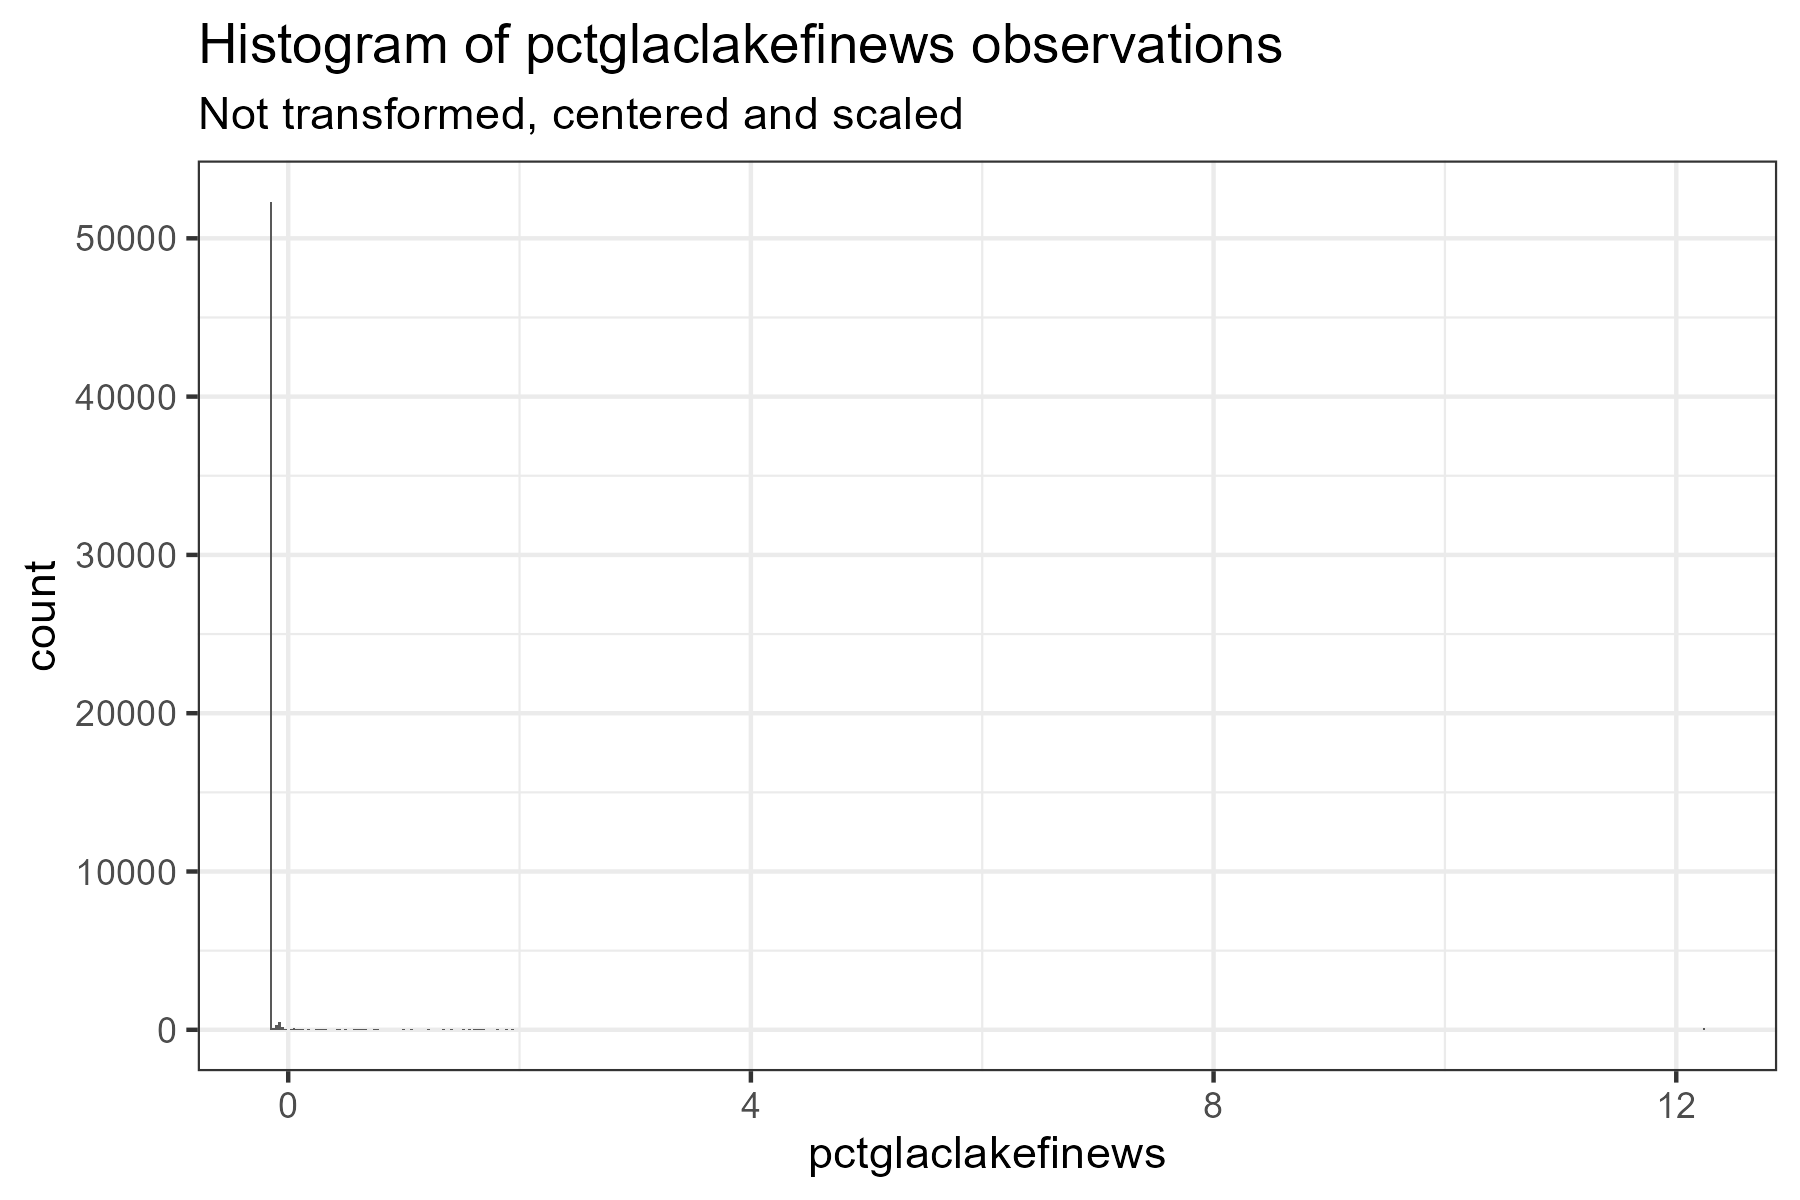 Histogram of pctglaclakefinews observations
Not transformed, centered and scaled
50000
40000
30000
20000
10000
0
count
0 4 8 12
pctglaclakefinews